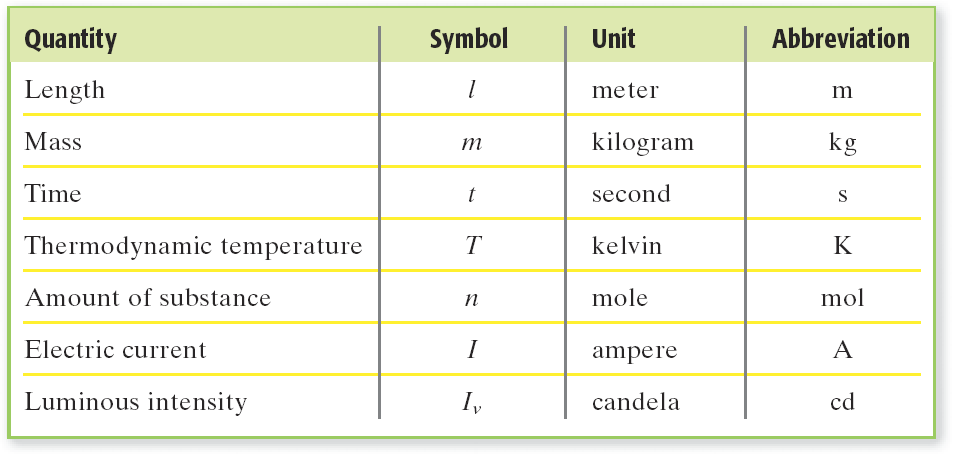 Quantity Symbol Unit Abbreviation
Length l meter m
Mass m kilogram kg
Time t second s
Thermodynamic temperature T kelvin K
Amount of substance n mole mol
Electric current I ampere A
Luminous intensity Iv candela cd